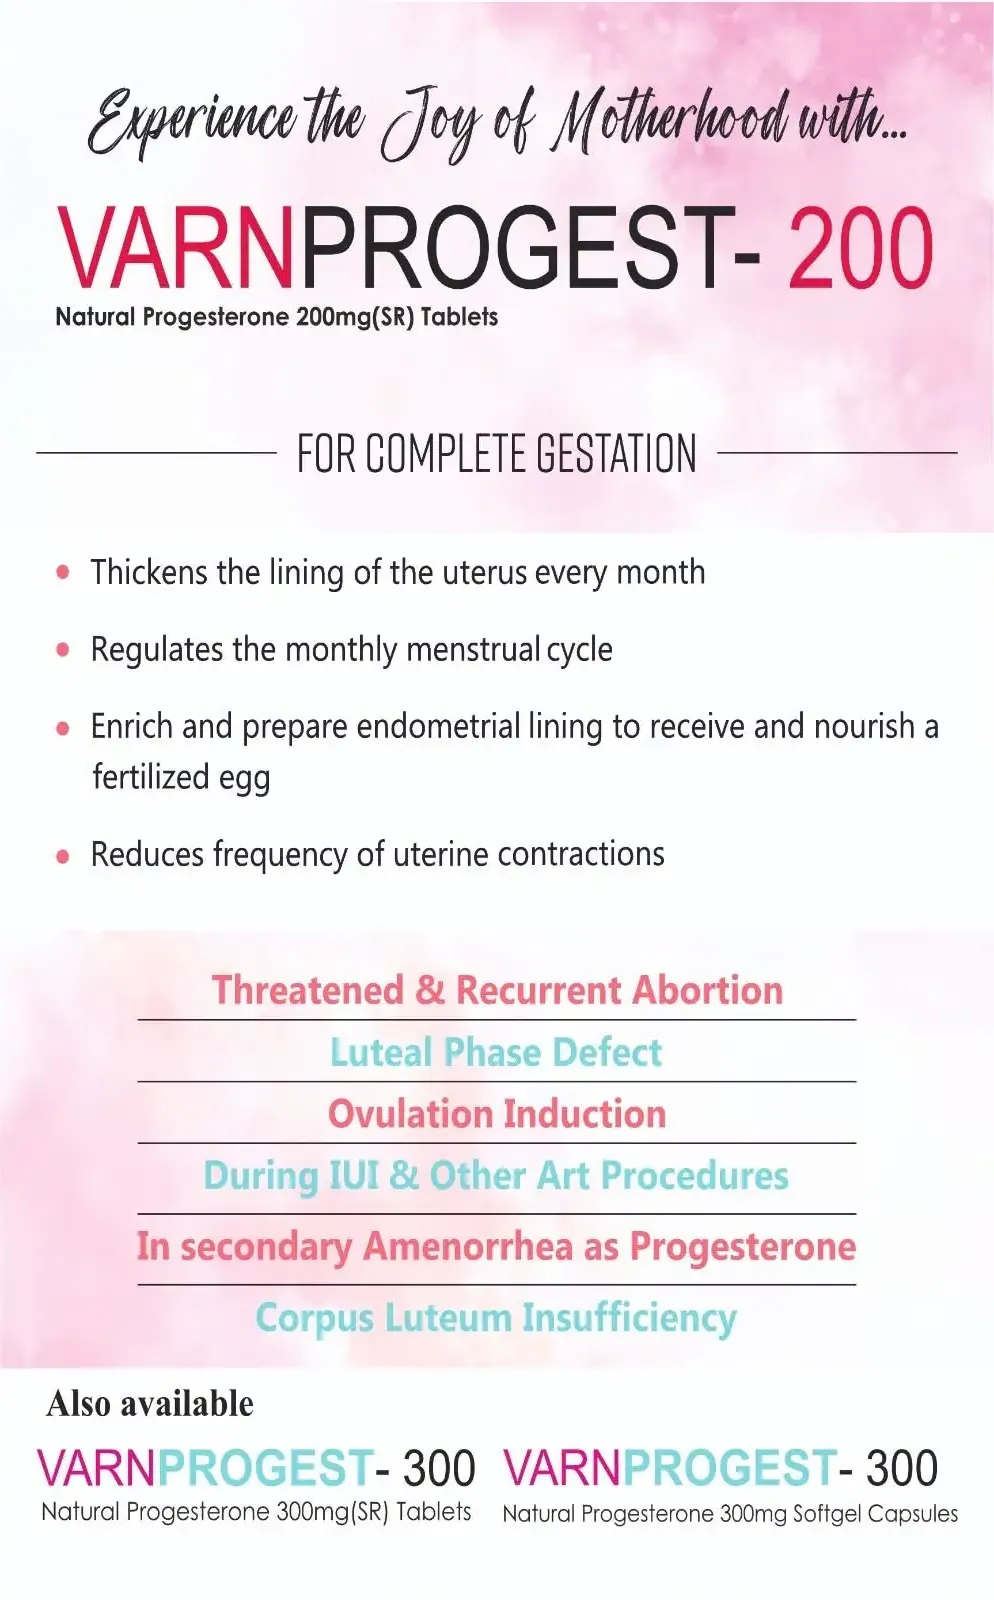 Experience the Joy of Motherhood with...
VARNPROGEST- 200
Natural Progesterone 200mg(SR) Tablets
FOR COMPLETE GESTATION
• Thickens the lining of the uterus every month
• Regulates the monthly menstrual cycle
• Enrich and prepare endometrial lining to receive and nourish a
fertilized egg
• Reduces frequency of uterine contractions
Threatened & Recurrent Abortion
Luteal Phase Defect
Ovulation Induction
During IUI & Other Art Procedures
In secondary Amenorrhea as Progesterone
Corpus Luteum Insufficiency
Also available
VARNPROGEST- 300 VARNPROGEST- 300
Natural Progesterone 300mg(SR) Tablets Natural Progesterone 300mg Softgel Capsules